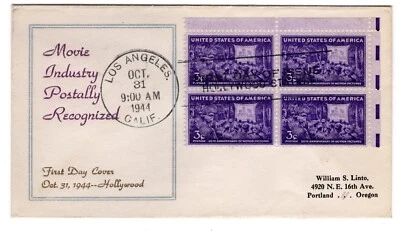 Movie
Industry
Postally
Recognized
First Day Cover
Oct. 31, 1944--Hollywood
LOS ANGELES,
OCT.
31
9:00 AM
1944
CALIF.
UNITED STATES OF AMERICA
UNITED STATES OF AMERICA
3¢
3¢
HOLLYWOOD
UNITED STATES OF AMERICA
UNITED STATES OF AMERICA
3¢
3¢
William S. Linto,
4920 N.E. 16th Ave.
Portland Oregon